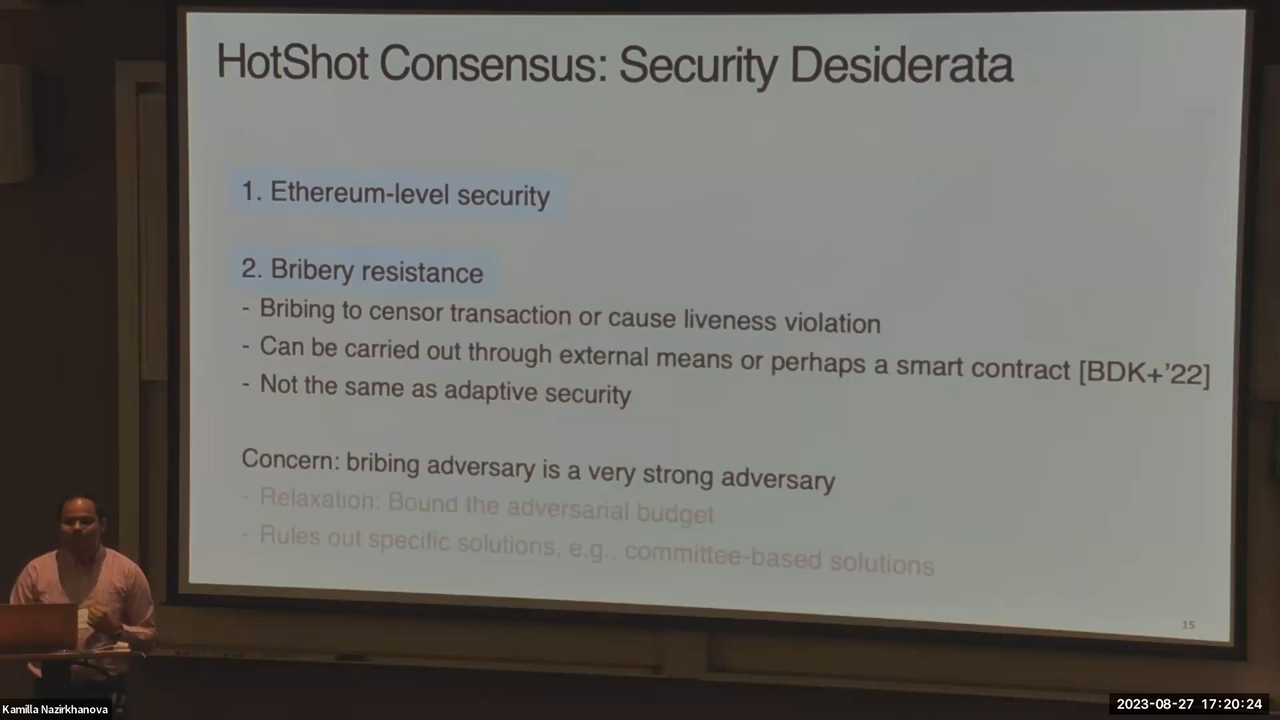 HotShot Consensus: Security Desiderata
1. Ethereum-level security
2. Bribery resistance
- Bribing to censor transaction or cause liveness violation
- Can be carried out through external means or perhaps a smart contract [BDK+'22]
- Not the same as adaptive security
Concern: bribing adversary is a very strong adversary
- Relaxation: Bound the adversarial budget
- Rules out specific solutions, e.g., committee-based solutions
15
Kamilla Nazirkhanova
2023-08-27 17:20:24